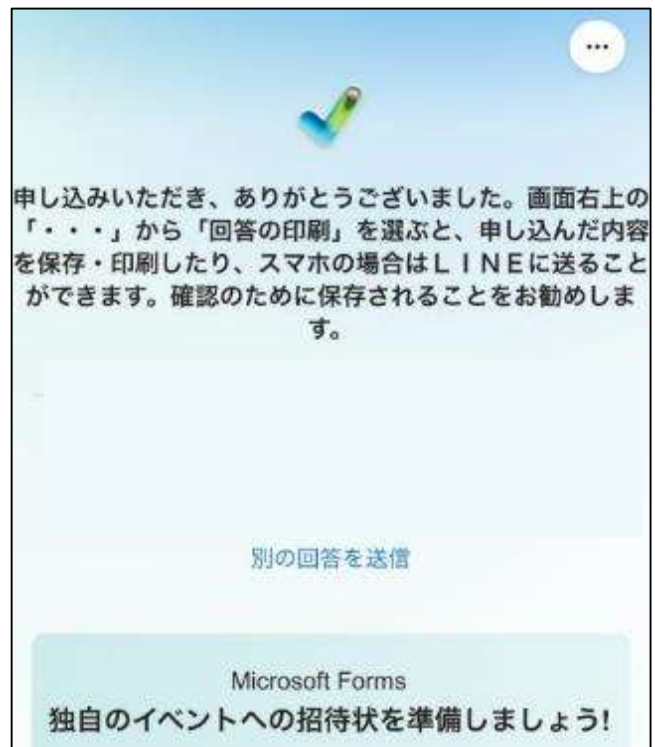 申し込みいただき、ありがとうございました。画面右上の
「・・・」から「回答の印刷」を選ぶと、申し込んだ内容
を保存・印刷したり、スマホの場合はＬＩＮＥに送ること
ができます。確認のために保存されることをお勧めしま
す。
別の回答を送信
Microsoft Forms
独自のイベントへの招待状を準備しましょう!